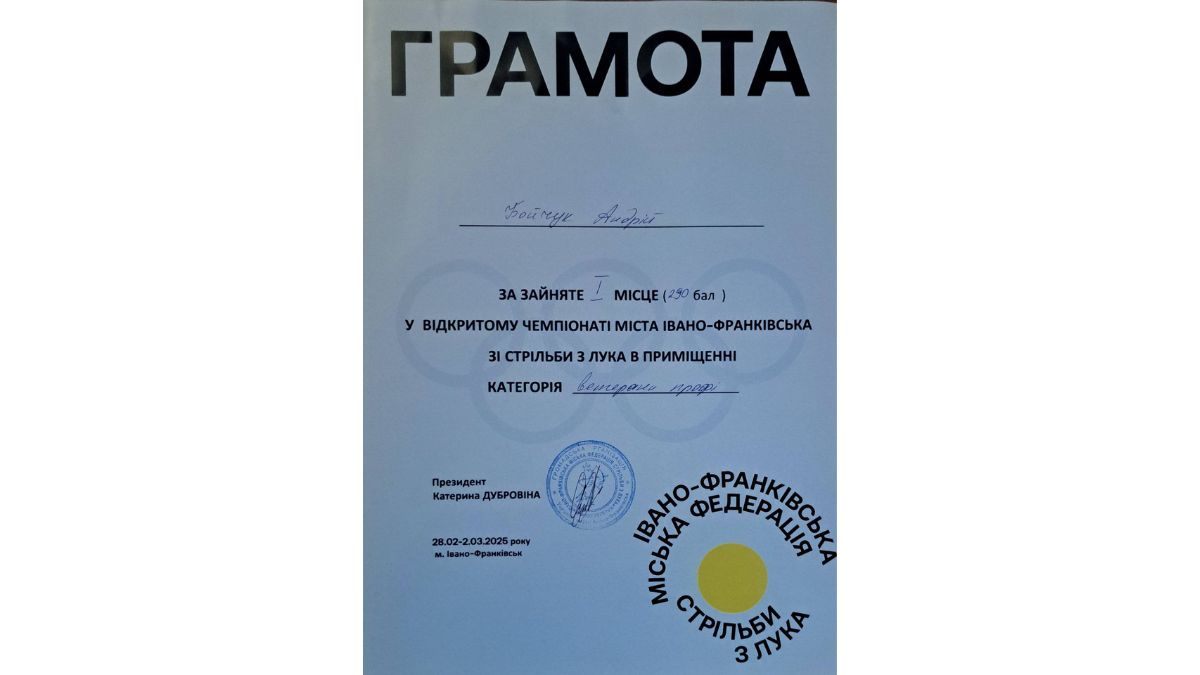 ГРАМОТА
Бойчук Андрій
ЗА ЗАЙНЯТЕ I МІСЦЕ (290 бал )
У ВІДКРИТОМУ ЧЕМПІОНАТІ МІСТА ІВАНО-ФРАНКІВСЬКА
ЗІ СТРІЛЬБИ З ЛУКА В ПРИМІЩЕННІ
КАТЕГОРІЯ ветерани профі
Президент
Катерина ДУБРОВІНА
28.02-2.03.2025 року
м. Івано-Франківськ
ІВАНО-ФРАНКІВСЬКА
МІСЬКА ФЕДЕРАЦІЯ
СТРІЛЬБИ
З ЛУКА